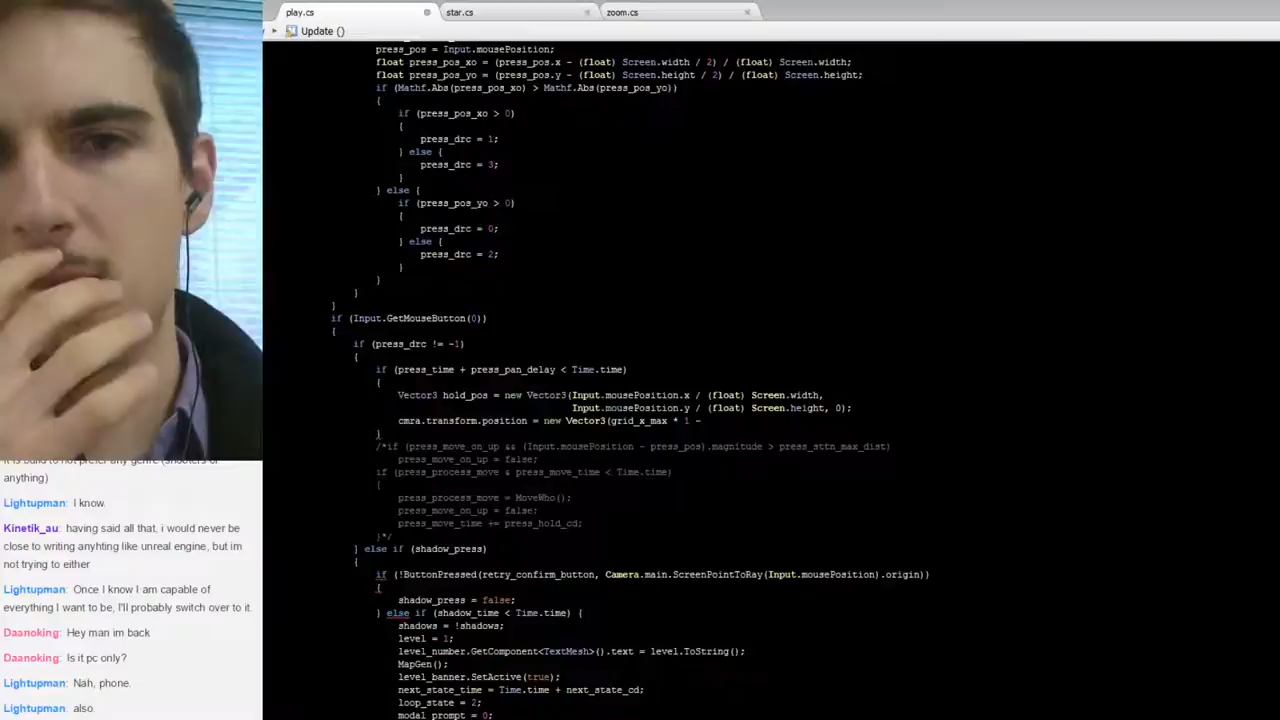 play.cs
star.cs
zoom.cs
Update ()
press_pos = Input.mousePosition;
float press_pos_xo = (press_pos.x - (float) Screen.width / 2) / (float) Screen.width;
float press_pos_yo = (press_pos.y - (float) Screen.height / 2) / (float) Screen.height;
if (Mathf.Abs(press_pos_xo) > Mathf.Abs(press_pos_yo))
{
if (press_pos_xo > 0)
{
press_drc = 1;
} else {
press_drc = 3;
}
} else {
if (press_pos_yo > 0)
{
press_drc = 0;
} else {
press_drc = 2;
}
}
}
}
if (Input.GetMouseButton(0))
{
if (press_drc != -1)
{
if (press_time + press_pan_delay < Time.time)
{
Vector3 hold_pos = new Vector3(Input.mousePosition.x / (float) Screen.width,
Input.mousePosition.y / (float) Screen.height, 0);
cmra.transform.position = new Vector3(grid_x_max * 1 -
}
/*if (press_move_on_up && (Input.mousePosition - press_pos).magnitude > press_sttn_max_dist)
press_move_on_up = false;
if (press_process_move & press_move_time < Time.time)
{
press_process_move = MoveWho();
press_move_on_up = false;
press_move_time += press_hold_cd;
}*/
} else if (shadow_press)
{
if (!ButtonPressed(retry_confirm_button, Camera.main.ScreenPointToRay(Input.mousePosition).origin))
{
shadow_press = false;
} else if (shadow_time < Time.time) {
shadows = !shadows;
level = 1;
level_number.GetComponent<TextMesh>().text = level.ToString();
MapGen();
level_banner.SetActive(true);
next_state_time = Time.time + next_state_cd;
loop_state = 2;
modal_prompt = 0;
anything)
Lightupman: I know.
Kinetik_au: having said all that, i would never be
close to writing anyhting like unreal engine, but im
not trying to either
Lightupman: Once I know I am capable of
everything I want to be, I'll probably switch over to it.
Daanoking: Hey man im back
Daanoking: Is it pc only?
Lightupman: Nah, phone.
Lightupman: also.